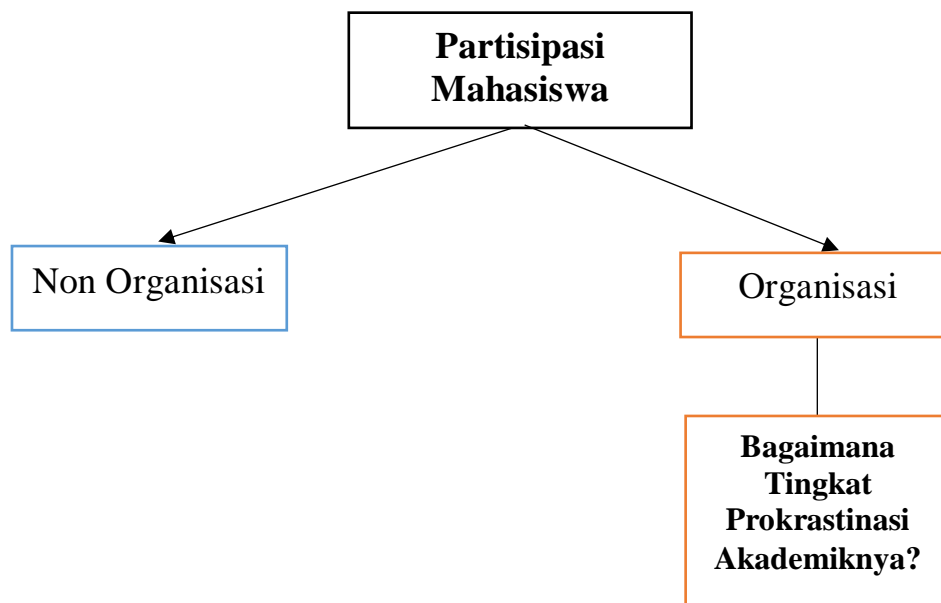 Partisipasi
Mahasiswa
Non Organisasi
Organisasi
Bagaimana
Tingkat
Prokrastinasi
Akademiknya?